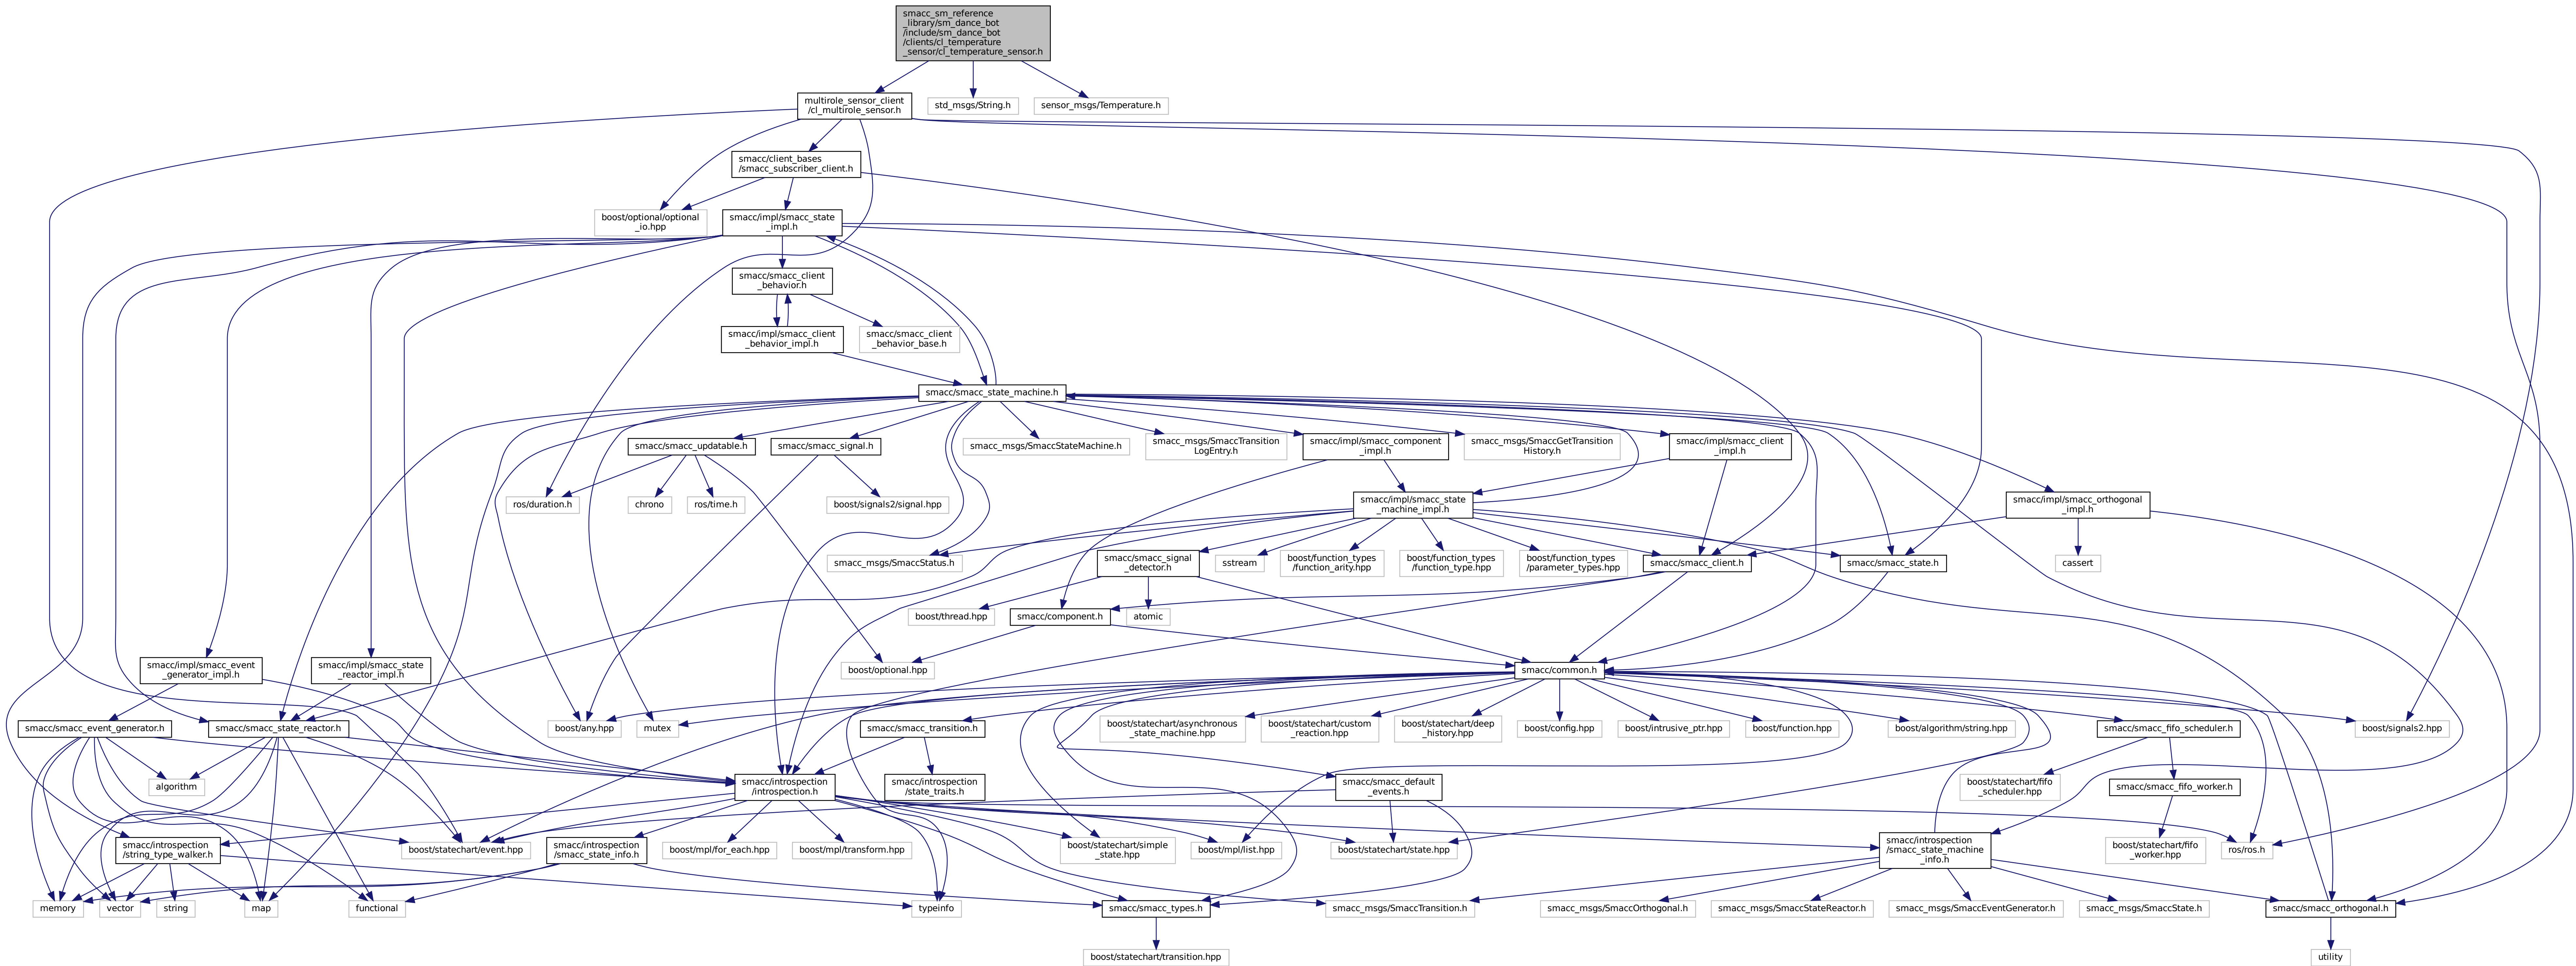 smacc_sm_reference
_library/sm_dance_bot
/include/sm_dance_bot
/clients/cl_temperature
_sensor/cl_temperature_sensor.h
multirole_sensor_client
/cl_multirole_sensor.h
std_msgs/String.h
sensor_msgs/Temperature.h
smacc/client_bases
/smacc_subscriber_client.h
boost/optional/optional
_io.hpp
smacc/impl/smacc_state
_impl.h
smacc/smacc_client
_behavior.h
smacc/impl/smacc_client
_behavior_impl.h
smacc/smacc_client
_behavior_base.h
smacc/smacc_state_machine.h
smacc/smacc_updatable.h
smacc/smacc_signal.h
smacc_msgs/SmaccStateMachine.h
smacc_msgs/SmaccTransition
LogEntry.h
smacc/impl/smacc_component
_impl.h
smacc_msgs/SmaccGetTransition
History.h
smacc/impl/smacc_client
_impl.h
ros/duration.h
chrono
ros/time.h
boost/signals2/signal.hpp
smacc/impl/smacc_state
_machine_impl.h
smacc/impl/smacc_orthogonal
_impl.h
smacc_msgs/SmaccStatus.h
smacc/smacc_signal
_detector.h
sstream
boost/function_types
/function_arity.hpp
boost/function_types
/function_type.hpp
boost/function_types
/parameter_types.hpp
smacc/smacc_client.h
smacc/smacc_state.h
cassert
boost/thread.hpp
smacc/component.h
atomic
smacc/impl/smacc_event
_generator_impl.h
smacc/impl/smacc_state
_reactor_impl.h
boost/optional.hpp
smacc/common.h
smacc/smacc_event_generator.h
smacc/smacc_state_reactor.h
boost/any.hpp
mutex
smacc/smacc_transition.h
boost/statechart/asynchronous
_state_machine.hpp
boost/statechart/custom
_reaction.hpp
boost/statechart/deep
_history.hpp
boost/config.hpp
boost/intrusive_ptr.hpp
boost/function.hpp
boost/algorithm/string.hpp
smacc/smacc_fifo_scheduler.h
boost/signals2.hpp
algorithm
smacc/introspection
/introspection.h
smacc/introspection
/state_traits.h
smacc/smacc_default
_events.h
boost/statechart/fifo
_scheduler.hpp
smacc/smacc_fifo_worker.h
smacc/introspection
/string_type_walker.h
boost/statechart/event.hpp
smacc/introspection
/smacc_state_info.h
boost/mpl/for_each.hpp
boost/mpl/transform.hpp
boost/statechart/simple
_state.hpp
boost/mpl/list.hpp
boost/statechart/state.hpp
smacc/introspection
/smacc_state_machine
_info.h
boost/statechart/fifo
_worker.hpp
ros/ros.h
memory
vector
string
map
functional
typeinfo
smacc/smacc_types.h
smacc_msgs/SmaccTransition.h
smacc_msgs/SmaccOrthogonal.h
smacc_msgs/SmaccStateReactor.h
smacc_msgs/SmaccEventGenerator.h
smacc_msgs/SmaccState.h
smacc/smacc_orthogonal.h
boost/statechart/transition.hpp
utility